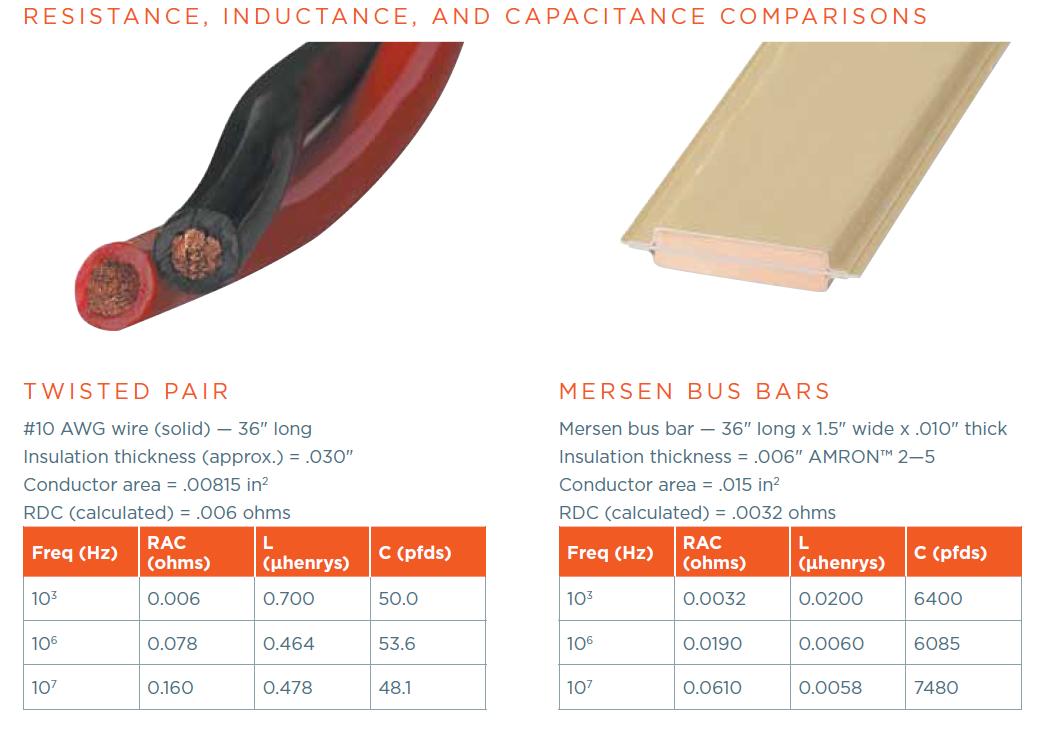 RESISTANCE, INDUCTANCE, AND CAPACITANCE COMPARISONS
TWISTED PAIR
#10 AWG wire (solid) — 36" long
Insulation thickness (approx.) = .030"
Conductor area = .00815 in²
RDC (calculated) = .006 ohms
Freq (Hz) RAC (ohms) L (µhenrys) C (pfds)
10³ 0.006 0.700 50.0
10⁶ 0.078 0.464 53.6
10⁷ 0.160 0.478 48.1
MERSEN BUS BARS
Mersen bus bar — 36" long x 1.5" wide x .010" thick
Insulation thickness = .006" AMRON™ 2—5
Conductor area = .015 in²
RDC (calculated) = .0032 ohms
Freq (Hz) RAC (ohms) L (µhenrys) C (pfds)
10³ 0.0032 0.0200 6400
10⁶ 0.0190 0.0060 6085
10⁷ 0.0610 0.0058 7480